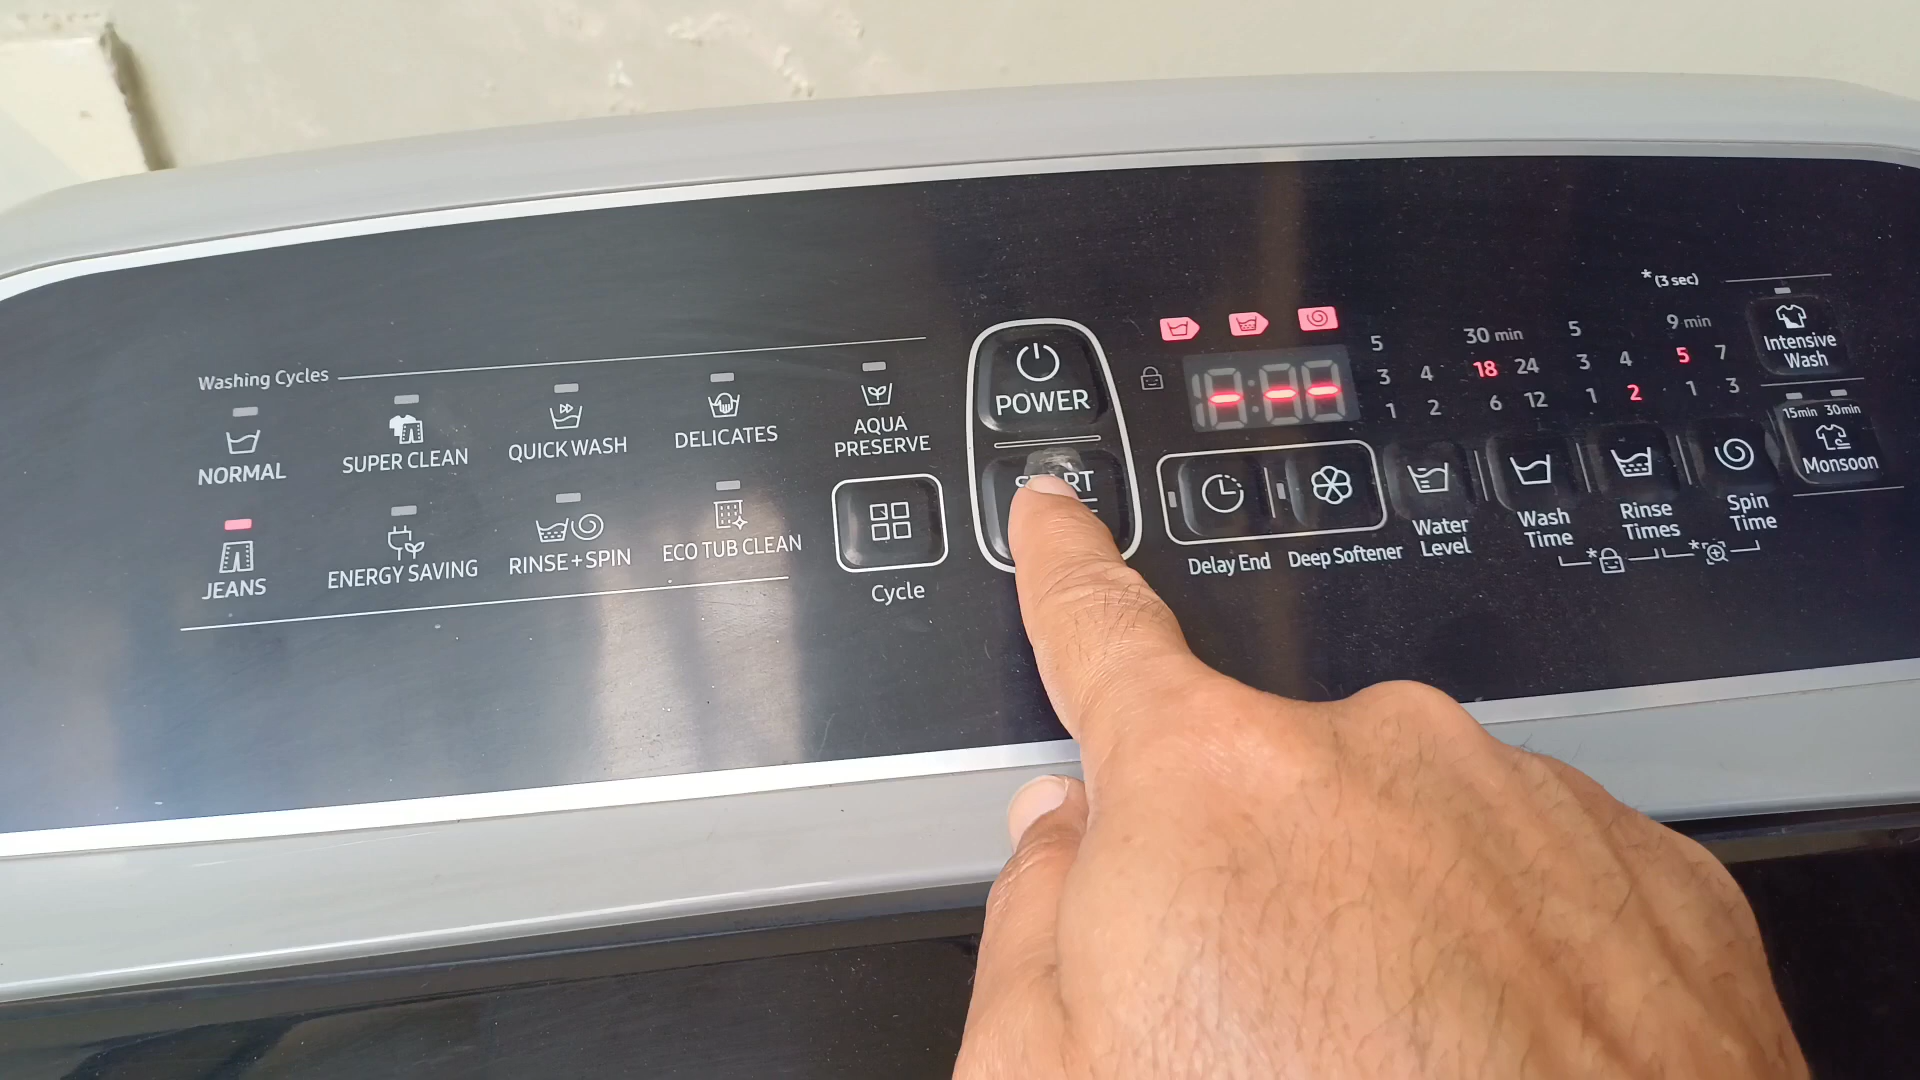 Washing Cycles
NORMAL
SUPER CLEAN
QUICK WASH
DELICATES
AQUA
PRESERVE
JEANS
ENERGY SAVING
RINSE+SPIN
ECO TUB CLEAN
Cycle
POWER
START
Delay End
Deep Softener
Water
Level
5
3 4
1 2
30 min
18 24
6 12
Wash
Time
5
3 4
1 2
Rinse
Times
9 min
5 7
1 3
Spin
Time
*(3 sec)
Intensive
Wash
15min 30min
Monsoon